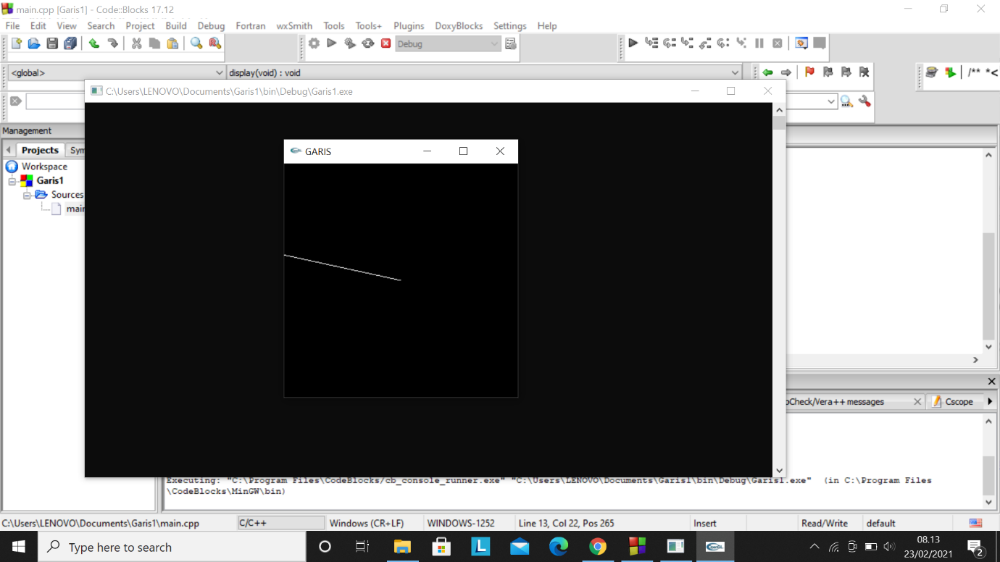 main.cpp [Garis1] - Code::Blocks 17.12
File Edit View Search Project Build Debug Fortran wxSmith Tools Tools+ Plugins DoxyBlocks Settings Help
Debug
<global> display(void) : void /** *<
C:\Users\LENOVO\Documents\Garis1\bin\Debug\Garis1.exe
Management
Projects Sym
GARIS
Workspace
Garis1
Sources
main
oCheck/Vera++ messages Cscope
Executing: "C:\Program Files\CodeBlocks/cb_console_runner.exe" "C:\Users\LENOVO\Documents\Garis1\bin\Debug\Garis1.exe" (in C:\Program Files
\CodeBlocks\MinGW\bin)
C:\Users\LENOVO\Documents\Garis1\main.cpp C/C++ Windows (CR+LF) WINDOWS-1252 Line 13, Col 22, Pos 265 Insert Read/Write default
Type here to search
L
OpenGL
08.13
23/02/2021
2